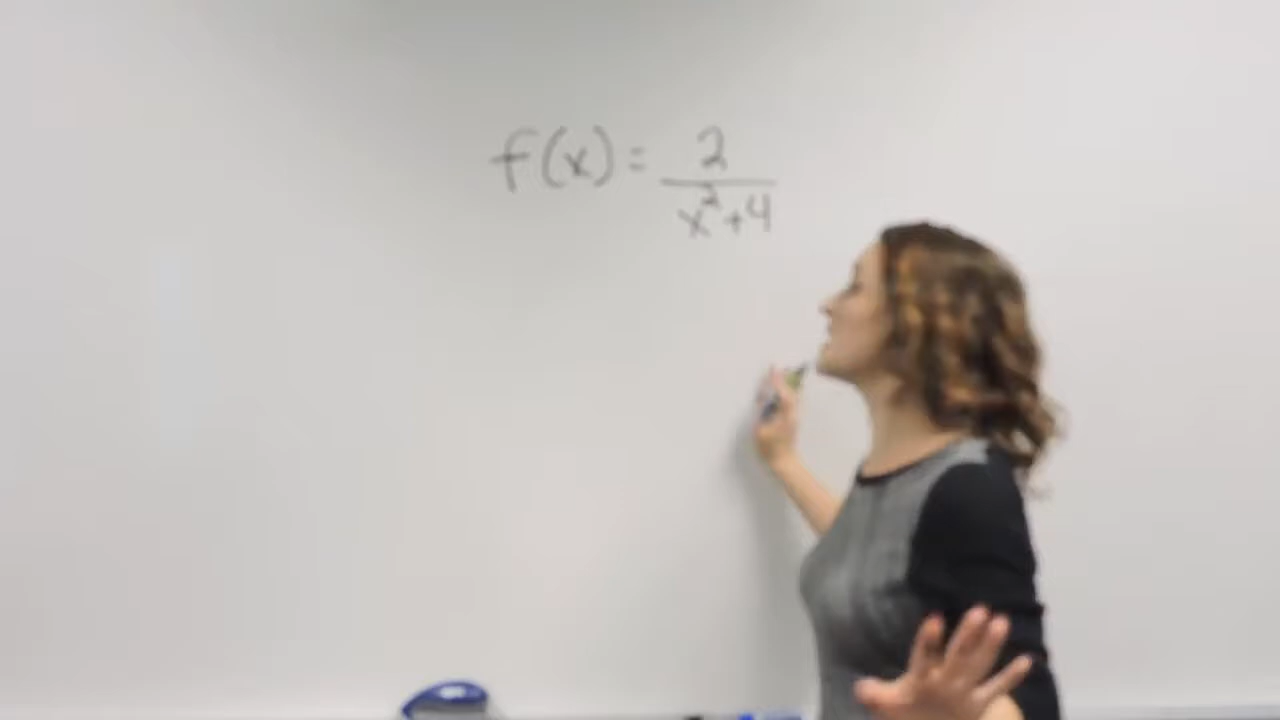 f(x) = 2/(x²+4)